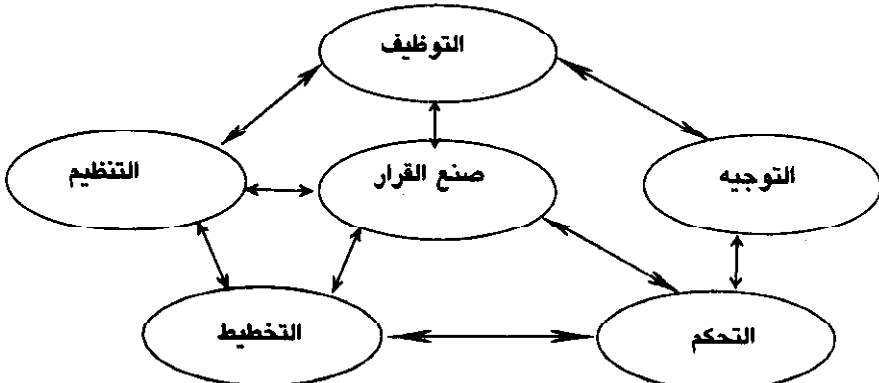 التوظيف
التنظيم
صنع القرار
التوجيه
التخطيط
التحكم